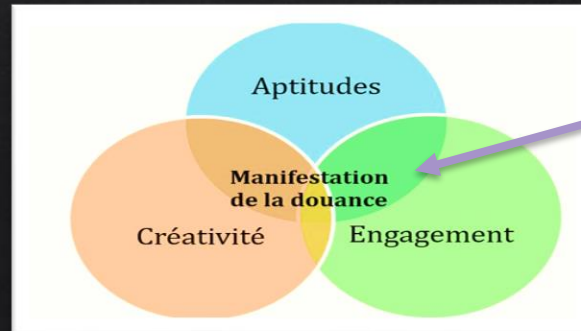 Aptitudes
Manifestation
de la douance
Créativité
Engagement